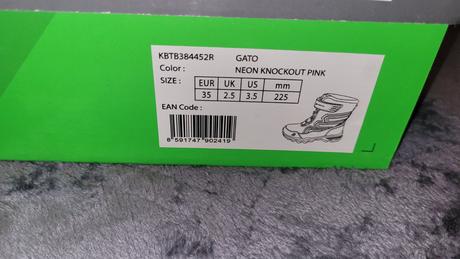 KBTB384452R GATO
Color : NEON KNOCKOUT PINK
SIZE : EUR UK US mm
35 2.5 3.5 225
EAN Code :
8 591747 902419